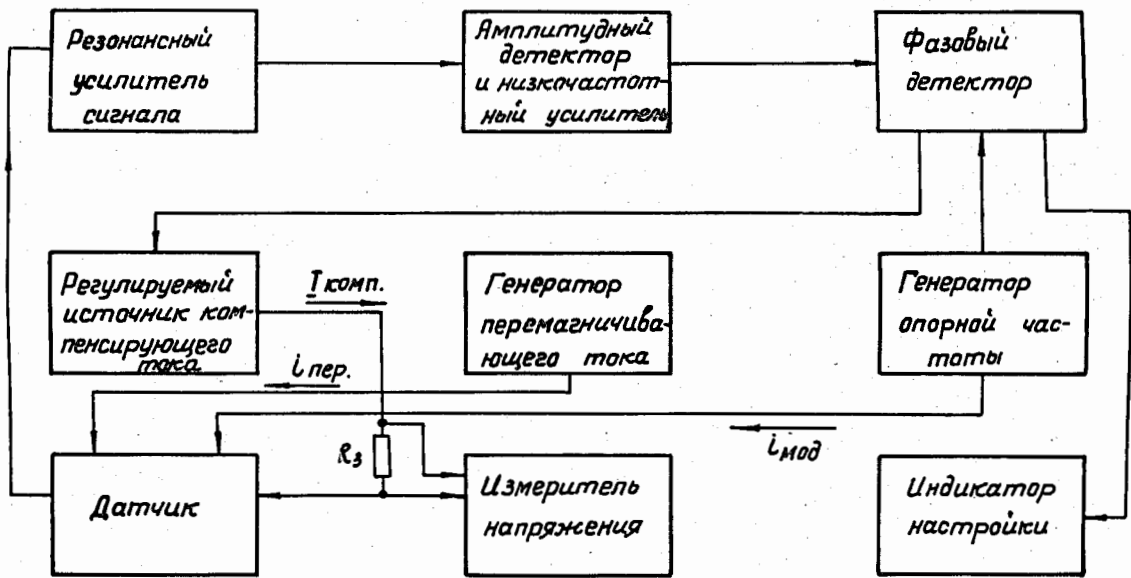 Резонансный
усилитель
сигнала
Амплитудный
детектор
и низкочастот-
ный усилитель
Фазовый
детектор
Регулируемый
источник ком-
пенсирующего
тока
Iкомп.
Генератор
перемагничива-
ющего тока
Генератор
опорной час-
тоты
iпер.
iмод
Rз
Датчик
Измеритель
напряжения
Индикатор
настройки